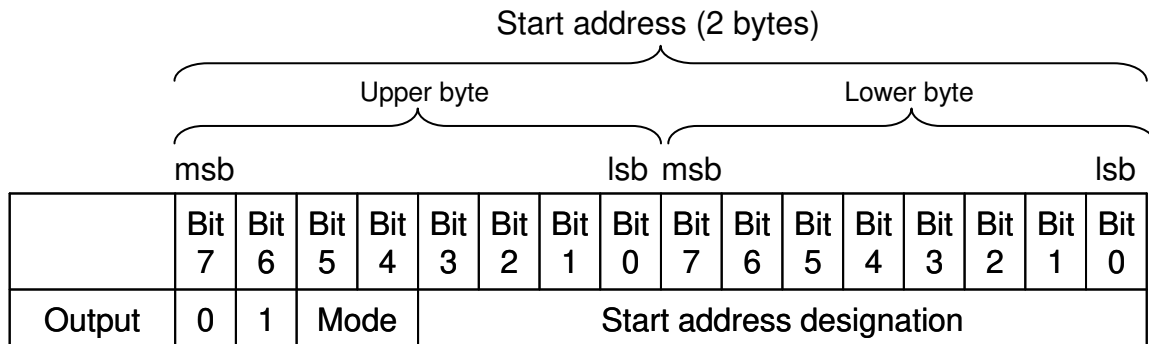 Start address (2 bytes)
Upper byte Lower byte
msb lsb msb lsb
Bit 7 Bit 6 Bit 5 Bit 4 Bit 3 Bit 2 Bit 1 Bit 0 Bit 7 Bit 6 Bit 5 Bit 4 Bit 3 Bit 2 Bit 1 Bit 0
Output 0 1 Mode Start address designation